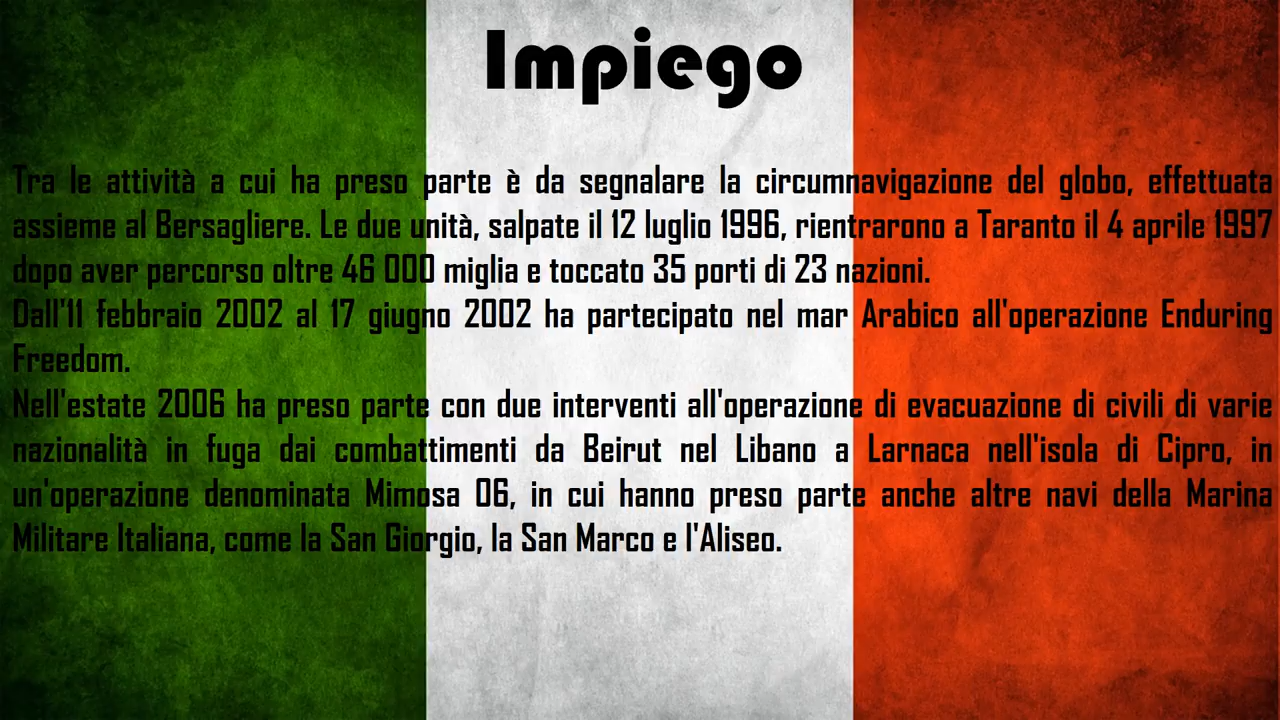 Impiego
Tra le attività a cui ha preso parte è da segnalare la circumnavigazione del globo, effettuata
assieme al Bersagliere. Le due unità, salpate il 12 luglio 1996, rientrarono a Taranto il 4 aprile 1997
dopo aver percorso oltre 46 000 miglia e toccato 35 porti di 23 nazioni.
Dall'11 febbraio 2002 al 17 giugno 2002 ha partecipato nel mar Arabico all'operazione Enduring
Freedom.
Nell'estate 2006 ha preso parte con due interventi all'operazione di evacuazione di civili di varie
nazionalità in fuga dai combattimenti da Beirut nel Libano a Larnaca nell'isola di Cipro, in
un'operazione denominata Mimosa 06, in cui hanno preso parte anche altre navi della Marina
Militare Italiana, come la San Giorgio, la San Marco e l'Aliseo.